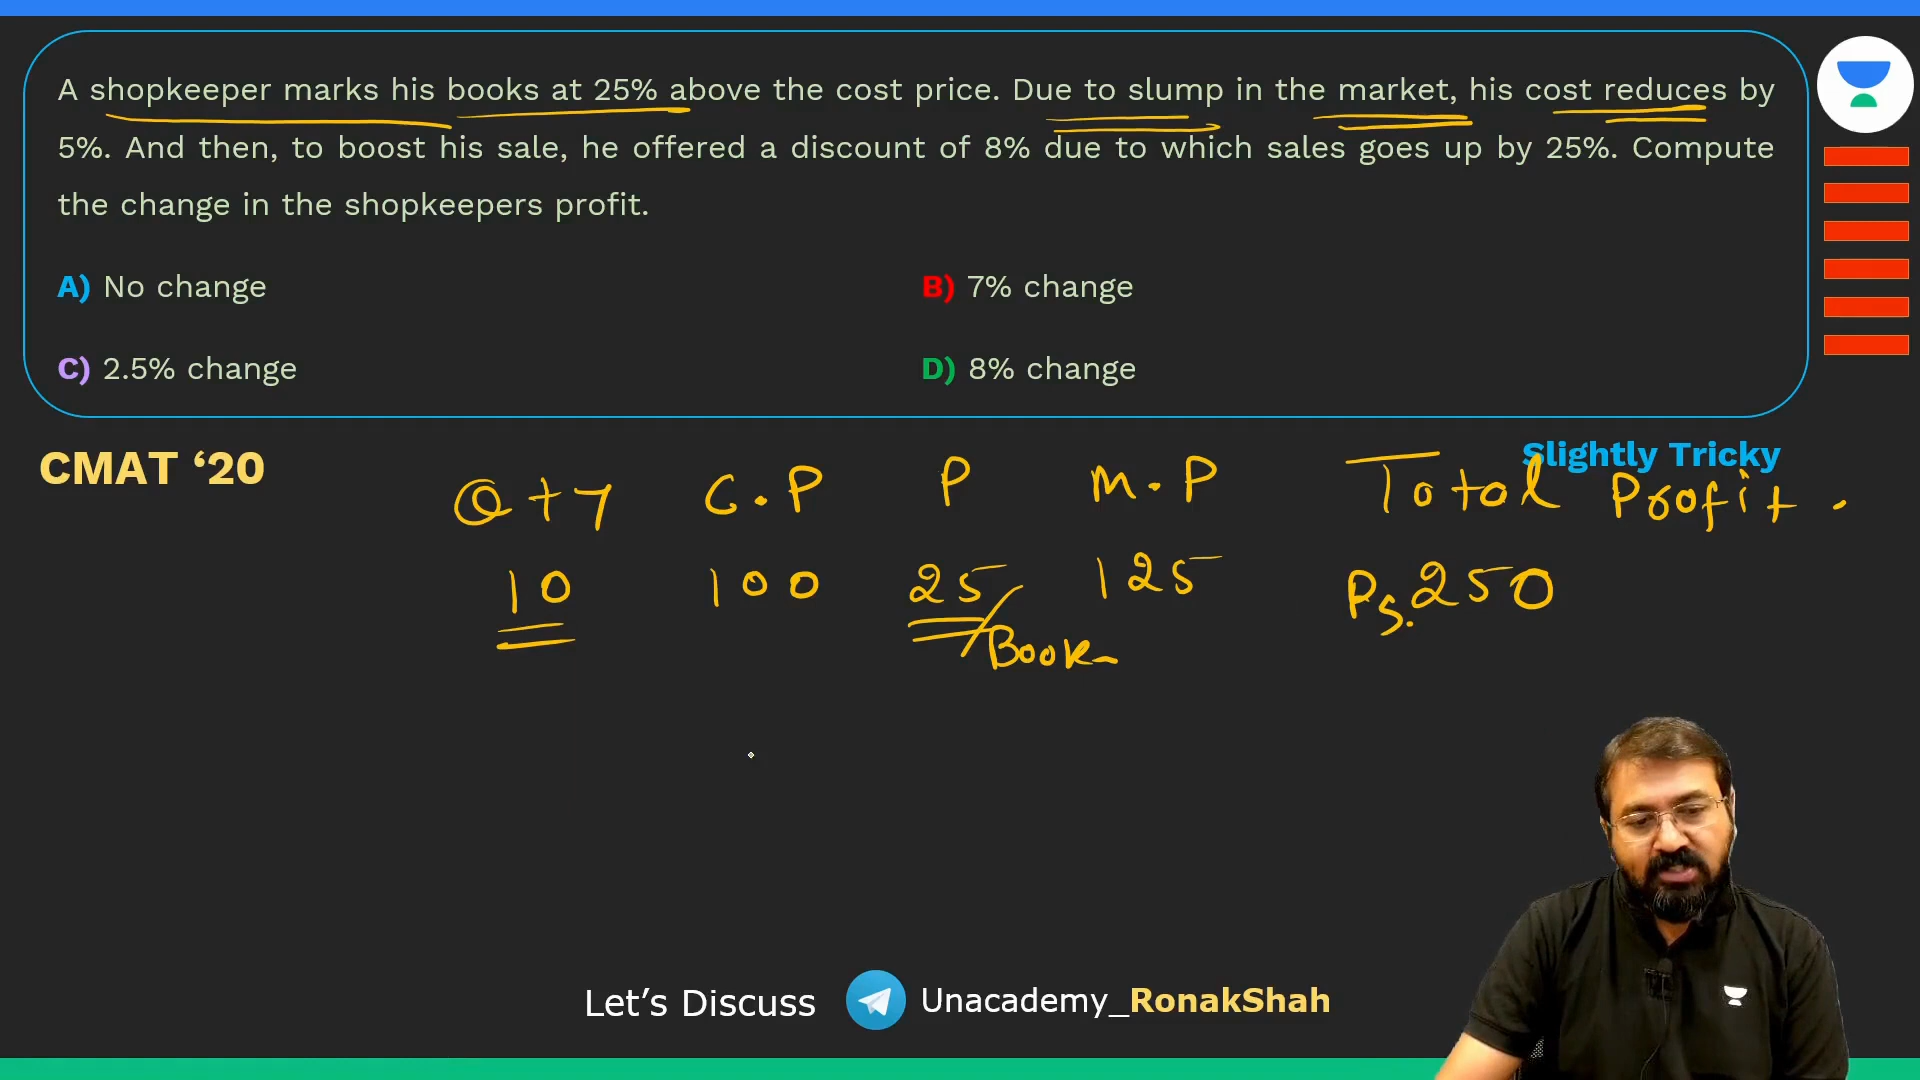 A shopkeeper marks his books at 25% above the cost price. Due to slump in the market, his cost reduces by
5%. And then, to boost his sale, he offered a discount of 8% due to which sales goes up by 25%. Compute
the change in the shopkeepers profit.
A) No change
B) 7% change
C) 2.5% change
D) 8% change
CMAT ‘20
Slightly Tricky
Qty C.P P M.P Total Profit.
10 100 25/Book 125 Rs.250
Let’s Discuss
Unacademy_RonakShah